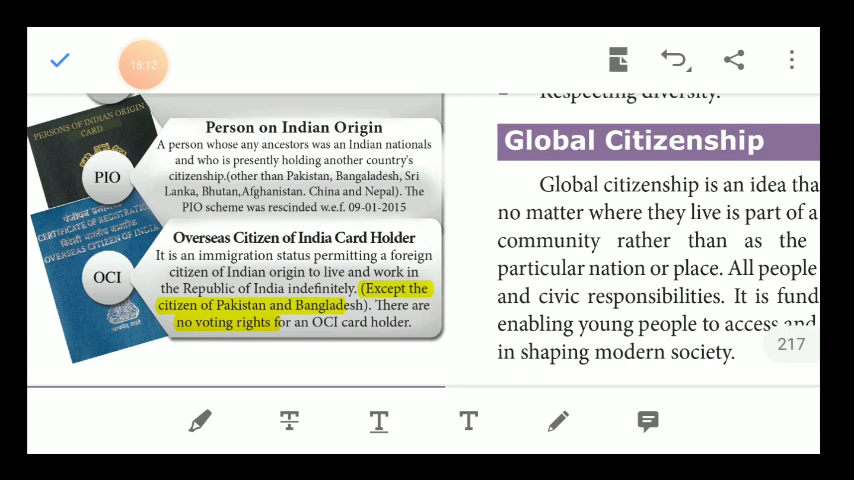 18:12
PERSONS OF INDIAN ORIGIN
CARD
PIO
Person on Indian Origin
A person whose any ancestors was an Indian nationals
and who is presently holding another country's
citizenship.(other than Pakistan, Bangladesh, Sri
Lanka, Bhutan,Afghanistan. China and Nepal). The
PIO scheme was rescinded w.e.f. 09-01-2015
CERTIFICATE OF REGISTRATION
विदेशी भारतीय नागरिक
OVERSEAS CITIZEN OF INDIA
OCI
Overseas Citizen of India Card Holder
It is an immigration status permitting a foreign
citizen of Indian origin to live and work in
the Republic of India indefinitely. (Except the
citizen of Pakistan and Bangladesh). There are
no voting rights for an OCI card holder.
Respecting diversity.
Global Citizenship
Global citizenship is an idea tha
no matter where they live is part of a
community rather than as the
particular nation or place. All people
and civic responsibilities. It is fund
enabling young people to access and
in shaping modern society.
217